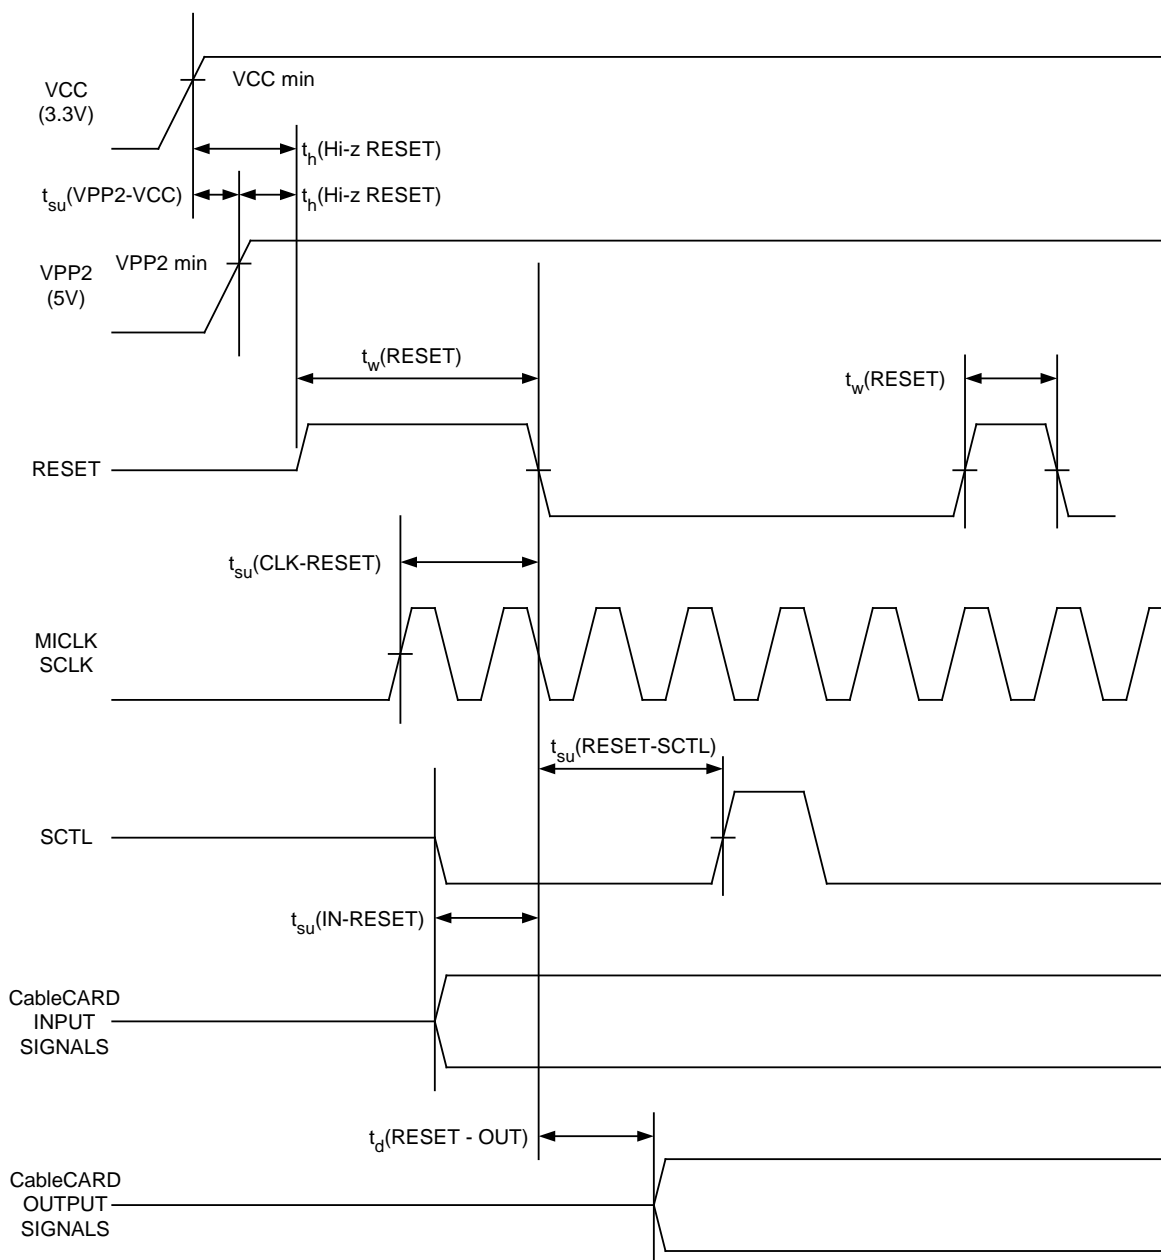 VCC min
VCC
(3.3V)
th(Hi-z RESET)
tsu(VPP2-VCC)
th(Hi-z RESET)
VPP2 min
VPP2
(5V)
tw(RESET)
tw(RESET)
RESET
tsu(CLK-RESET)
MICLK
SCLK
tsu(RESET-SCTL)
SCTL
tsu(IN-RESET)
CableCARD
INPUT
SIGNALS
td(RESET - OUT)
CableCARD
OUTPUT
SIGNALS